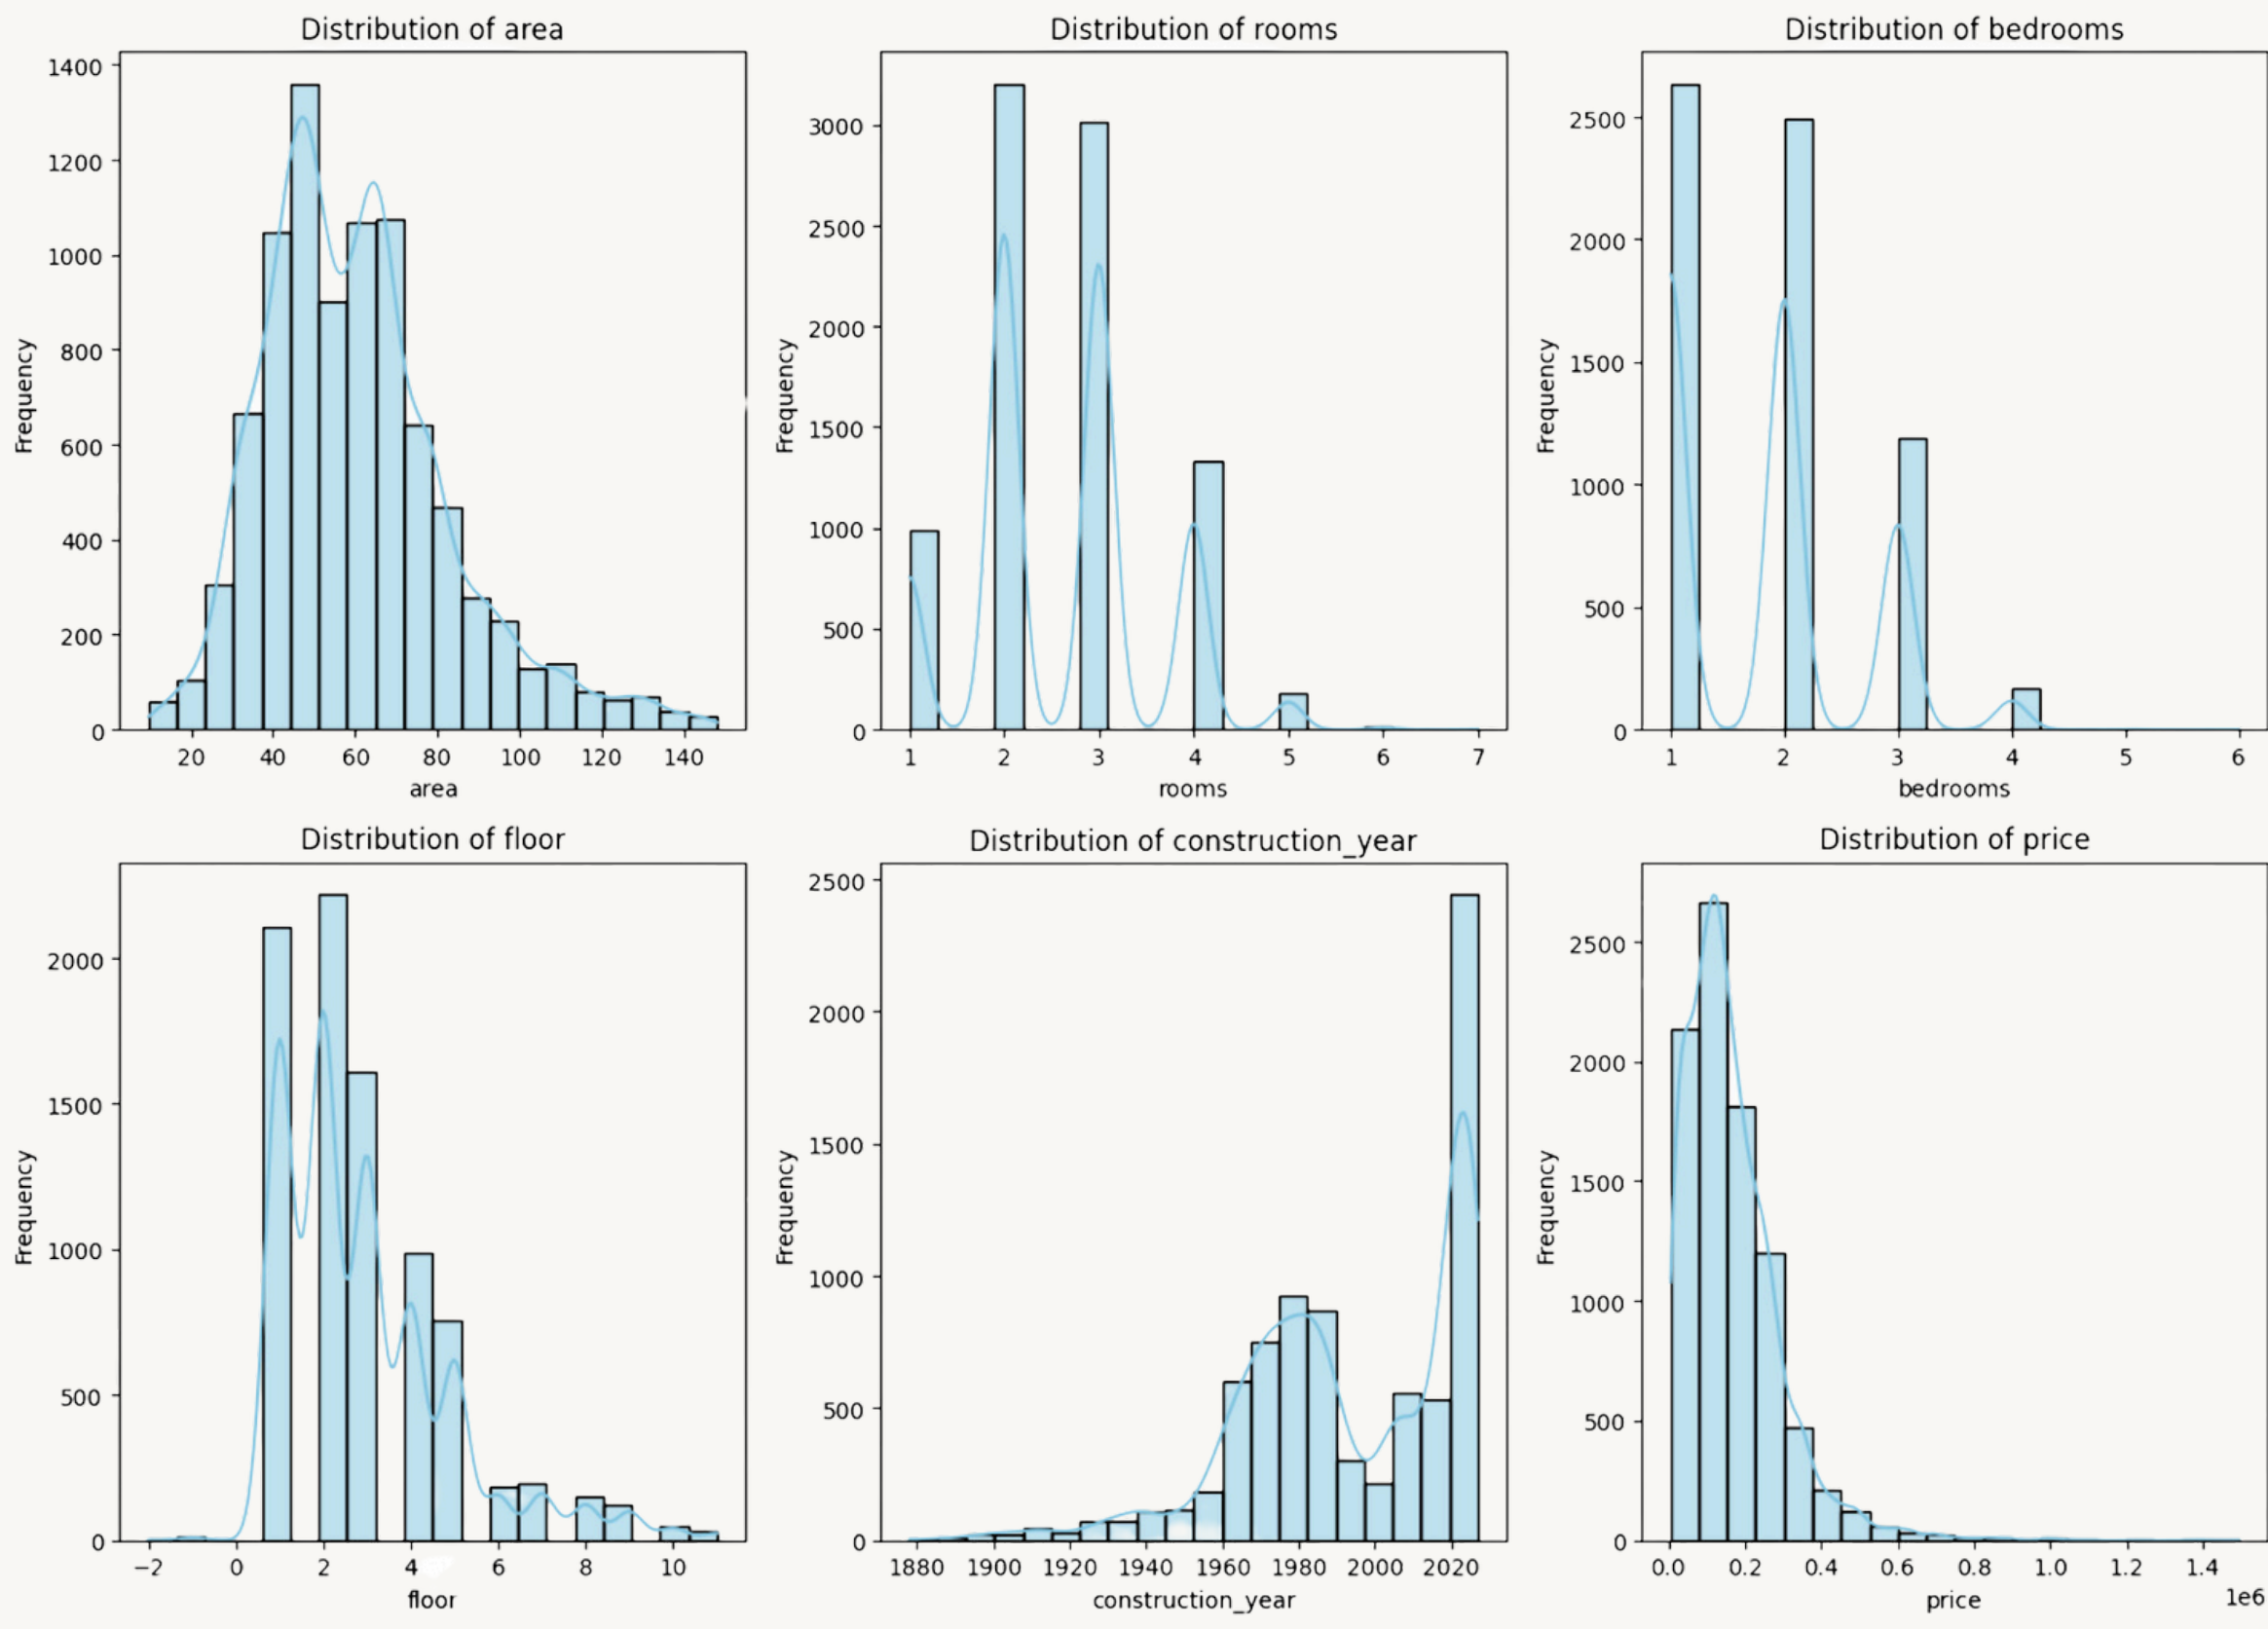 Distribution of area
1400
1200
1000
800
600
400
200
0
Frequency
20 40 60 80 100 120 140
area
Distribution of rooms
3000
2500
2000
1500
1000
500
0
Frequency
1 2 3 4 5 6 7
rooms
Distribution of bedrooms
2500
2000
1500
1000
500
0
Frequency
1 2 3 4 5 6
bedrooms
Distribution of floor
2000
1500
1000
500
0
Frequency
−2 0 2 4 6 8 10
floor
Distribution of construction_year
2500
2000
1500
1000
500
0
Frequency
1880 1900 1920 1940 1960 1980 2000 2020
construction_year
Distribution of price
2500
2000
1500
1000
500
0
Frequency
0.0 0.2 0.4 0.6 0.8 1.0 1.2 1.4
1e6
price